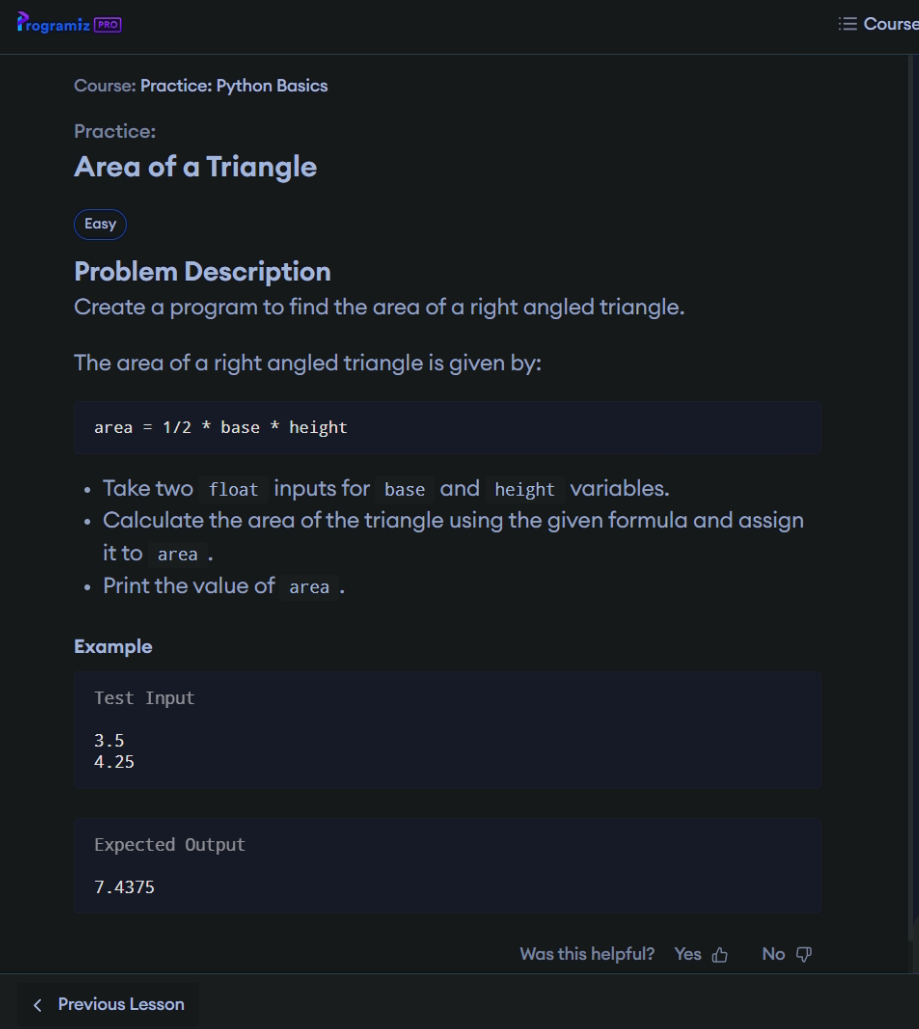 Programiz PRO
Course
Course: Practice: Python Basics
Practice:
Area of a Triangle
Easy
Problem Description
Create a program to find the area of a right angled triangle.
The area of a right angled triangle is given by:
area = 1/2 * base * height
• Take two float inputs for base and height variables.
• Calculate the area of the triangle using the given formula and assign
it to area .
• Print the value of area .
Example
Test Input
3.5
4.25
Expected Output
7.4375
Was this helpful? Yes No
Previous Lesson